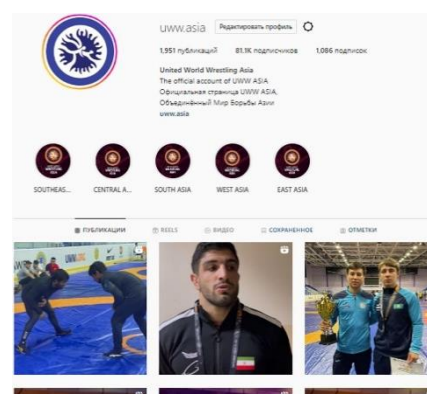 uww.asia Редактировать профиль
1,951 публикаций 81.1K подписчиков 1,086 подписок
United World Wrestling Asia
The official account of UWW ASIA.
Официальная страница UWW ASIA,
Объединённый Мир Борьбы Азии
uww.asia
SOUTHEAS... CENTRAL A... SOUTH ASIA WEST ASIA EAST ASIA
ПУБЛИКАЦИИ REELS ВИДЕО СОХРАНЕННОЕ ОТМЕТКИ